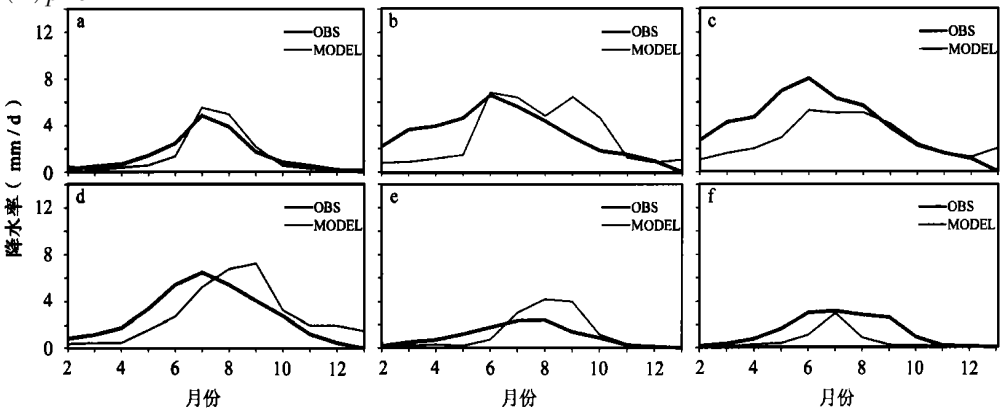 a
OBS
MODEL
b
OBS
MODEL
c
OBS
MODEL
12
8
4
0
d
OBS
MODEL
e
OBS
MODEL
f
OBS
MODEL
12
8
4
0
降水率( mm / d )
2 4 6 8 10 12
2 4 6 8 10 12
2 4 6 8 10 12
月份
月份
月份